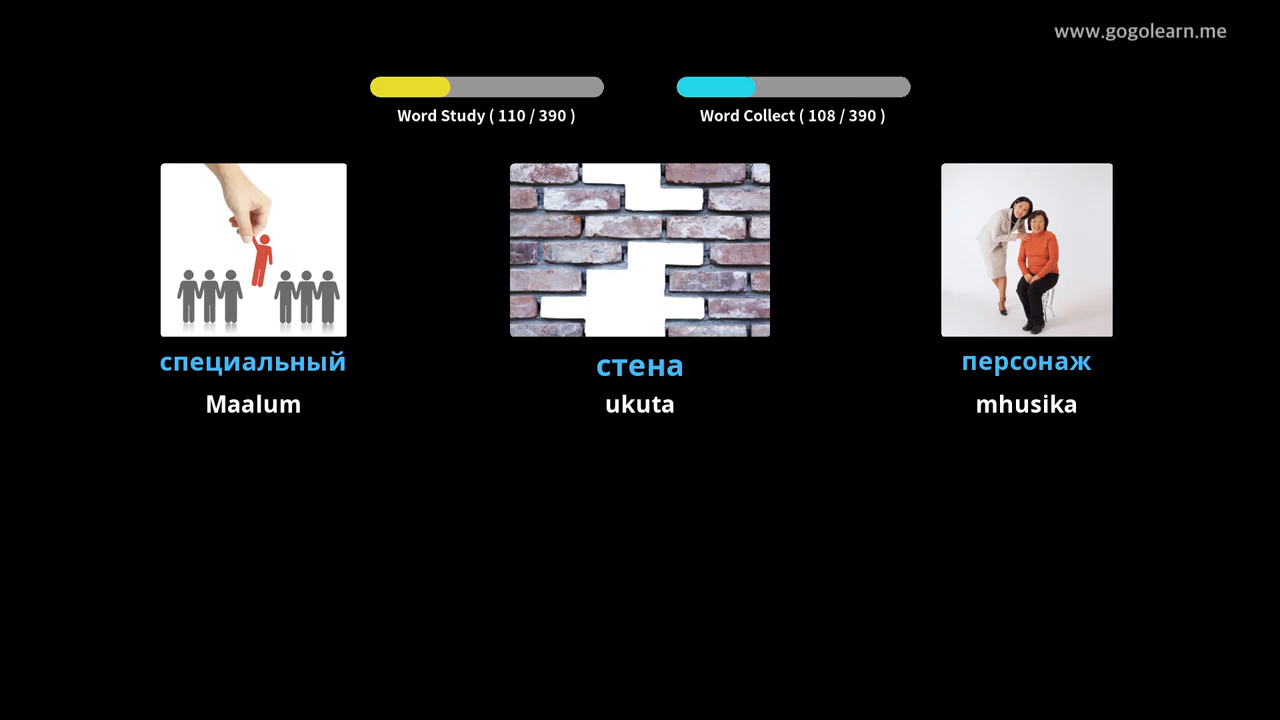 www.gogolearn.me
Word Study ( 110 / 390 )
Word Collect ( 108 / 390 )
специальный
стена
персонаж
Maalum
ukuta
mhusika